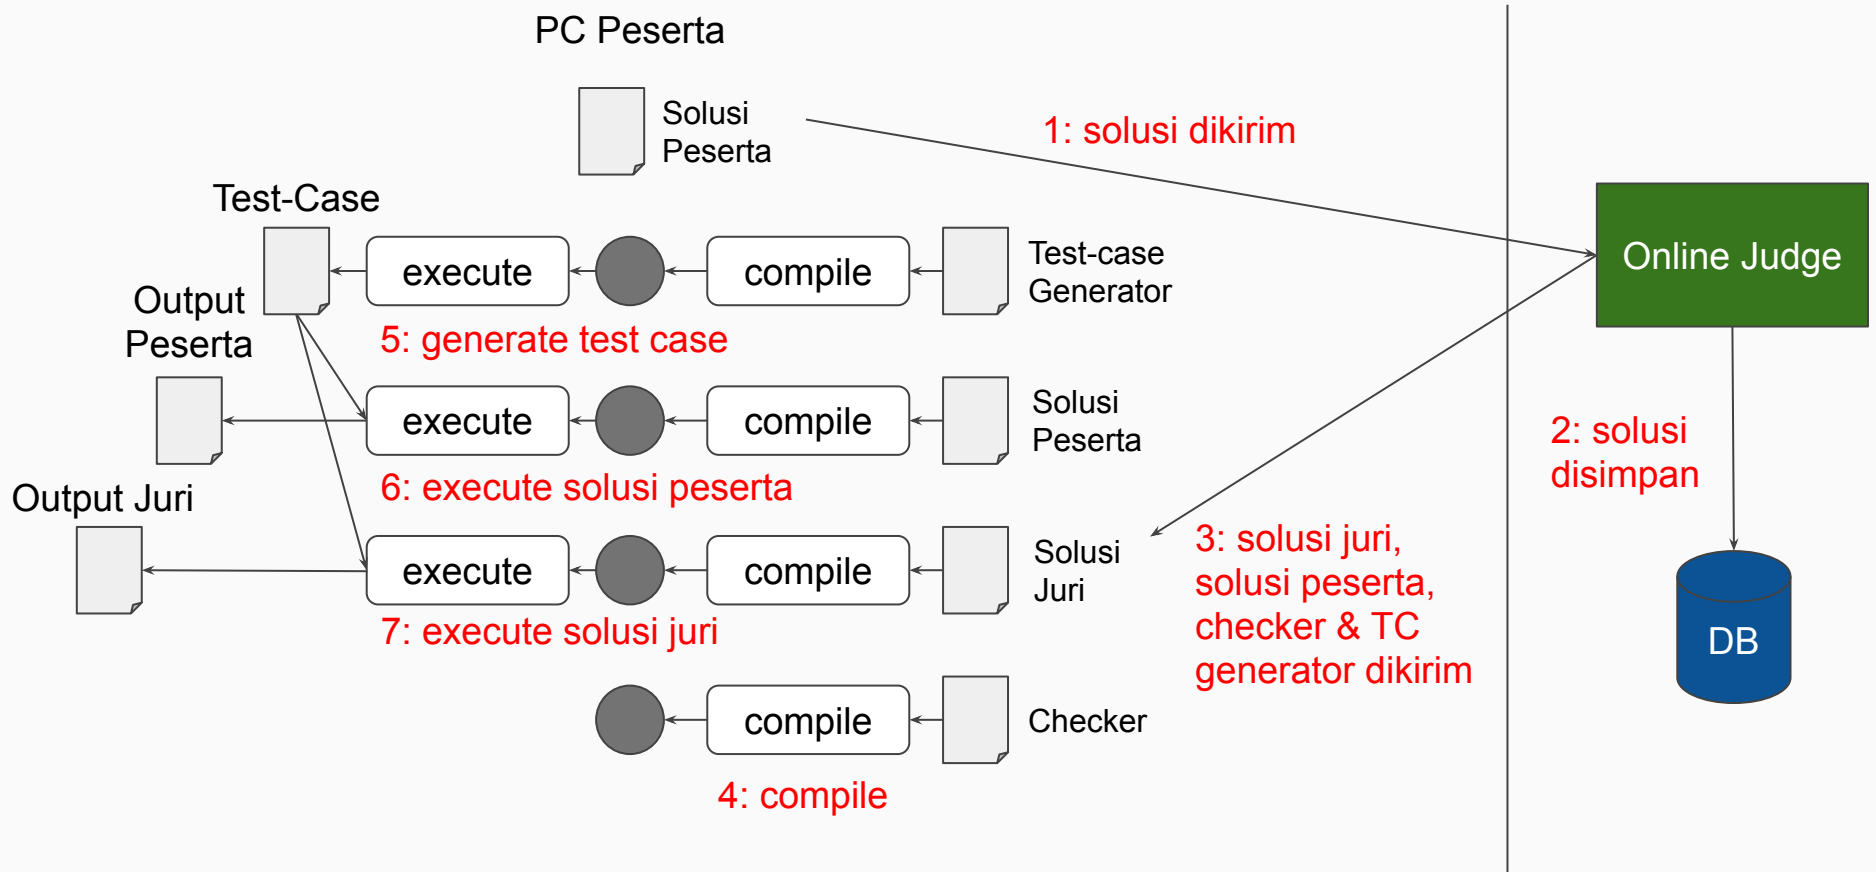 PC Peserta
Solusi
Peserta
1: solusi dikirim
Test-Case
execute
compile
Test-case
Generator
Online Judge
5: generate test case
Output
Peserta
execute
compile
Solusi
Peserta
2: solusi
disimpan
6: execute solusi peserta
Output Juri
execute
compile
Solusi
Juri
3: solusi juri,
solusi peserta,
checker & TC
generator dikirim
7: execute solusi juri
DB
compile
Checker
4: compile